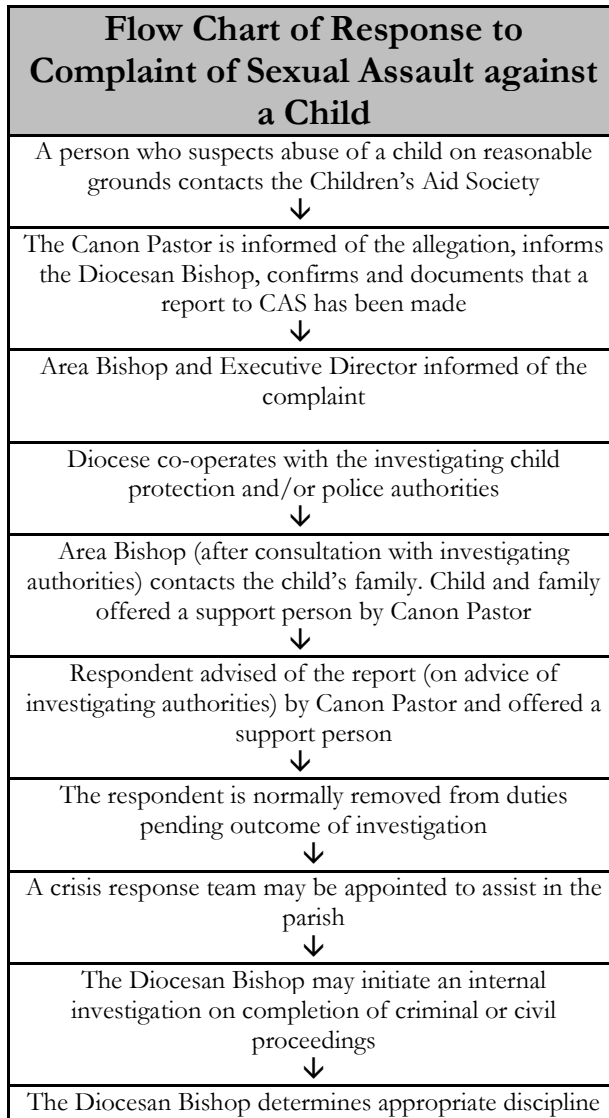 Flow Chart of Response to
Complaint of Sexual Assault against
a Child
A person who suspects abuse of a child on reasonable
grounds contacts the Children's Aid Society
↓
The Canon Pastor is informed of the allegation, informs
the Diocesan Bishop, confirms and documents that a
report to CAS has been made
↓
Area Bishop and Executive Director informed of the
complaint
Diocese co-operates with the investigating child
protection and/or police authorities
↓
Area Bishop (after consultation with investigating
authorities) contacts the child's family. Child and family
offered a support person by Canon Pastor
↓
Respondent advised of the report (on advice of
investigating authorities) by Canon Pastor and offered a
support person
↓
The respondent is normally removed from duties
pending outcome of investigation
↓
A crisis response team may be appointed to assist in the
parish
↓
The Diocesan Bishop may initiate an internal
investigation on completion of criminal or civil
proceedings
↓
The Diocesan Bishop determines appropriate discipline